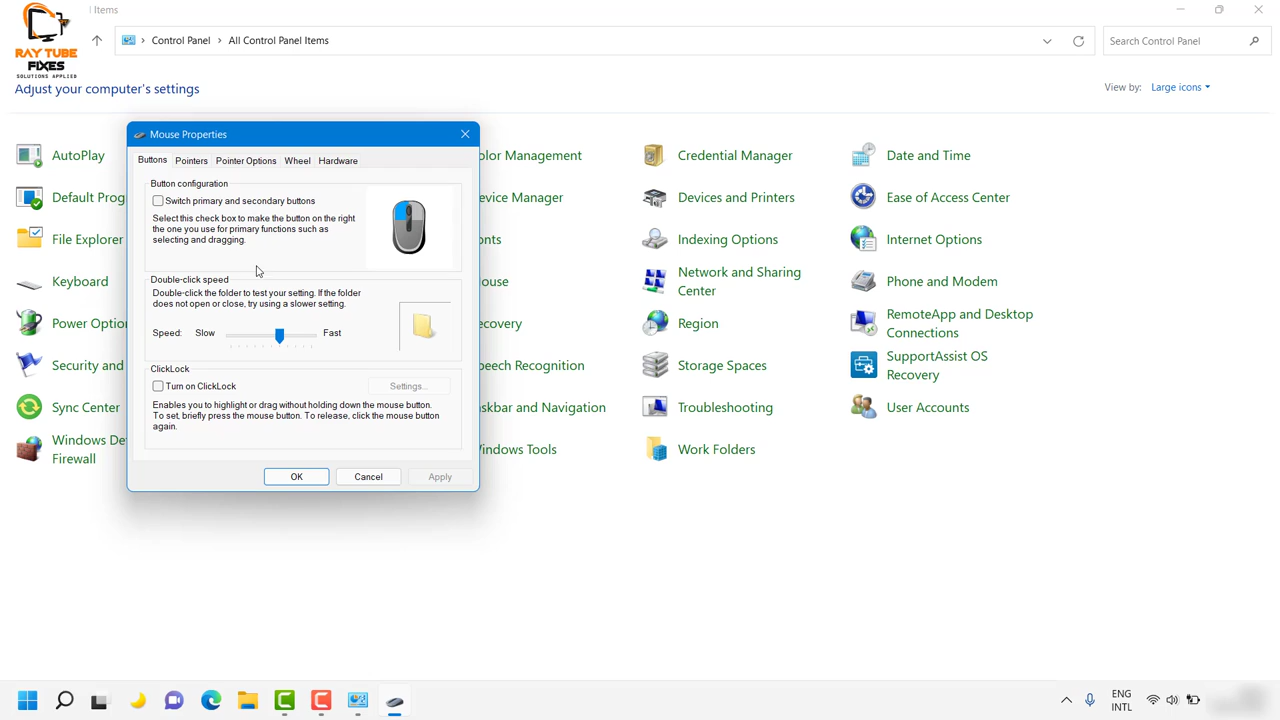 Items
RAY TUBE
FIXES
SOLUTIONS APPLIED
Control Panel
All Control Panel Items
Search Control Panel
Adjust your computer's settings
View by:
Large icons
Mouse Properties
Buttons
Pointers
Pointer Options
Wheel
Hardware
Button configuration
Switch primary and secondary buttons
Select this check box to make the button on the right
the one you use for primary functions such as
selecting and dragging.
Double-click speed
Double-click the folder to test your setting. If the folder
does not open or close, try using a slower setting.
Speed:
Slow
Fast
ClickLock
Turn on ClickLock
Settings...
Enables you to highlight or drag without holding down the mouse button.
To set, briefly press the mouse button. To release, click the mouse button
again.
OK
Cancel
Apply
AutoPlay
olor Management
Credential Manager
Date and Time
Default Prog
evice Manager
Devices and Printers
Ease of Access Center
File Explorer
onts
Indexing Options
Internet Options
Keyboard
ouse
Network and Sharing
Center
Phone and Modem
Power Optio
ecovery
Region
RemoteApp and Desktop
Connections
Security and
peech Recognition
Storage Spaces
SupportAssist OS
Recovery
Sync Center
askbar and Navigation
Troubleshooting
User Accounts
Windows De
Firewall
indows Tools
Work Folders
ENG
INTL